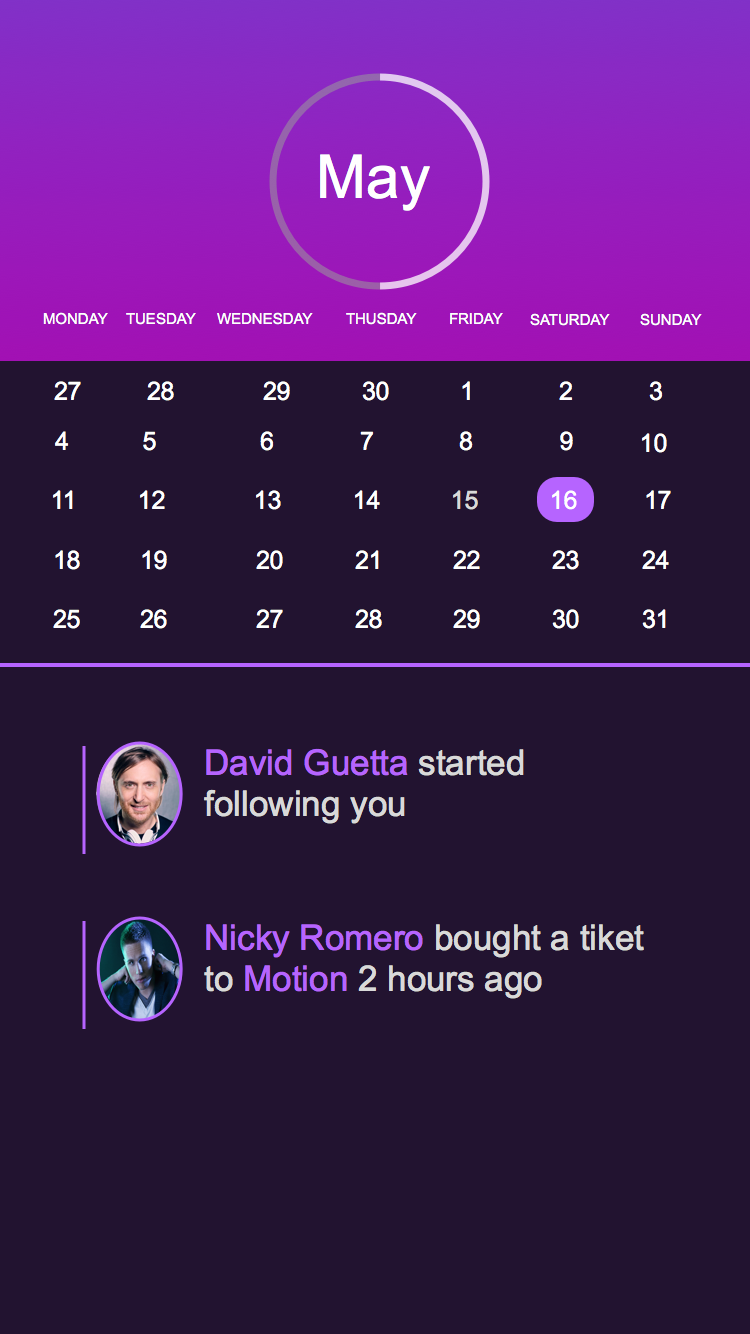 May
MONDAY TUESDAY WEDNESDAY THUSDAY FRIDAY SATURDAY SUNDAY
27 28 29 30 1 2 3
4 5 6 7 8 9 10
11 12 13 14 15 16 17
18 19 20 21 22 23 24
25 26 27 28 29 30 31
David Guetta started
following you
Nicky Romero bought a tiket
to Motion 2 hours ago